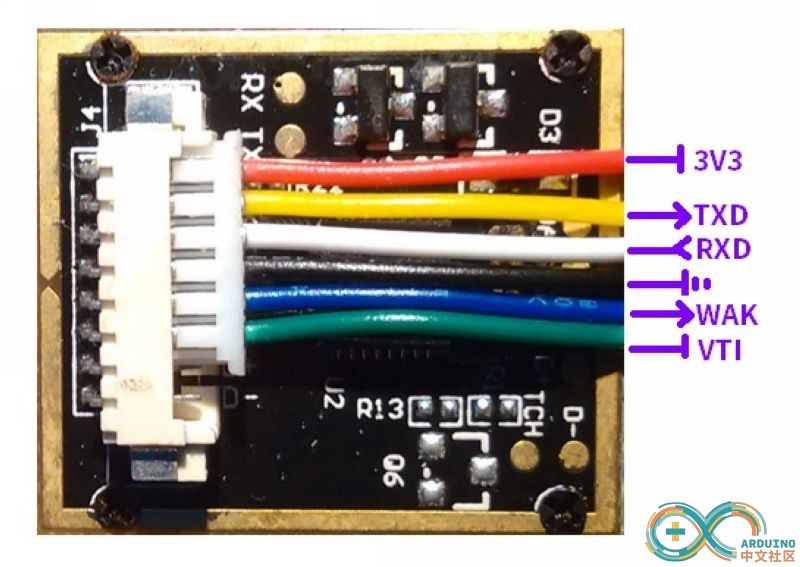 J4
RX
TX
D3
3V3
TXD
RXD
WAK
VTI
D-
U2
R13
TCH
D-
Q6
ARDUINO
中文社区